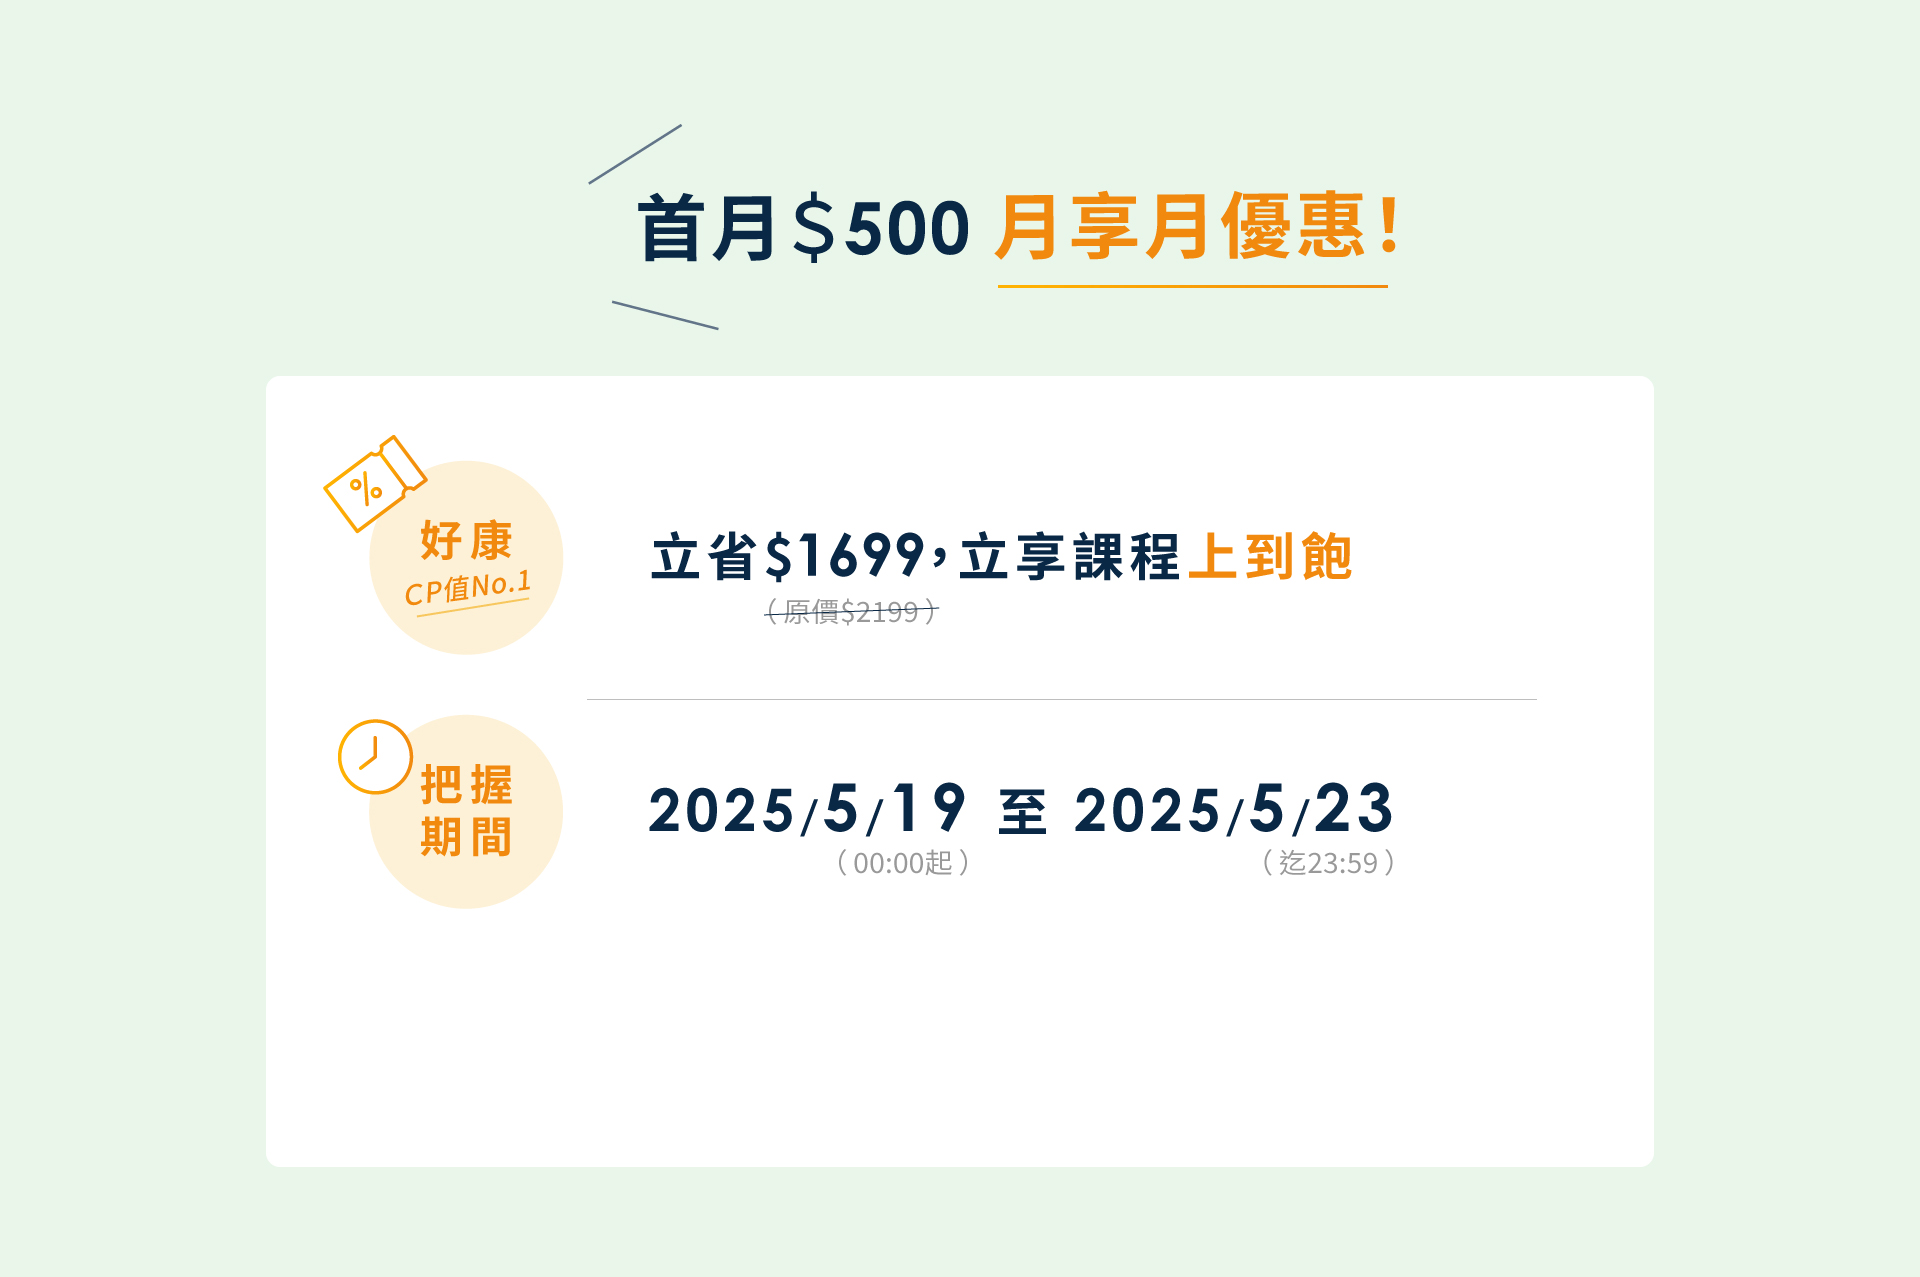 首月$500 月享月優惠!
好康
CP值No.1
立省$1699,立享課程上到飽
(原價$2199)
把握
期間
2025/5/19 至 2025/5/23
(00:00起) (迄23:59)